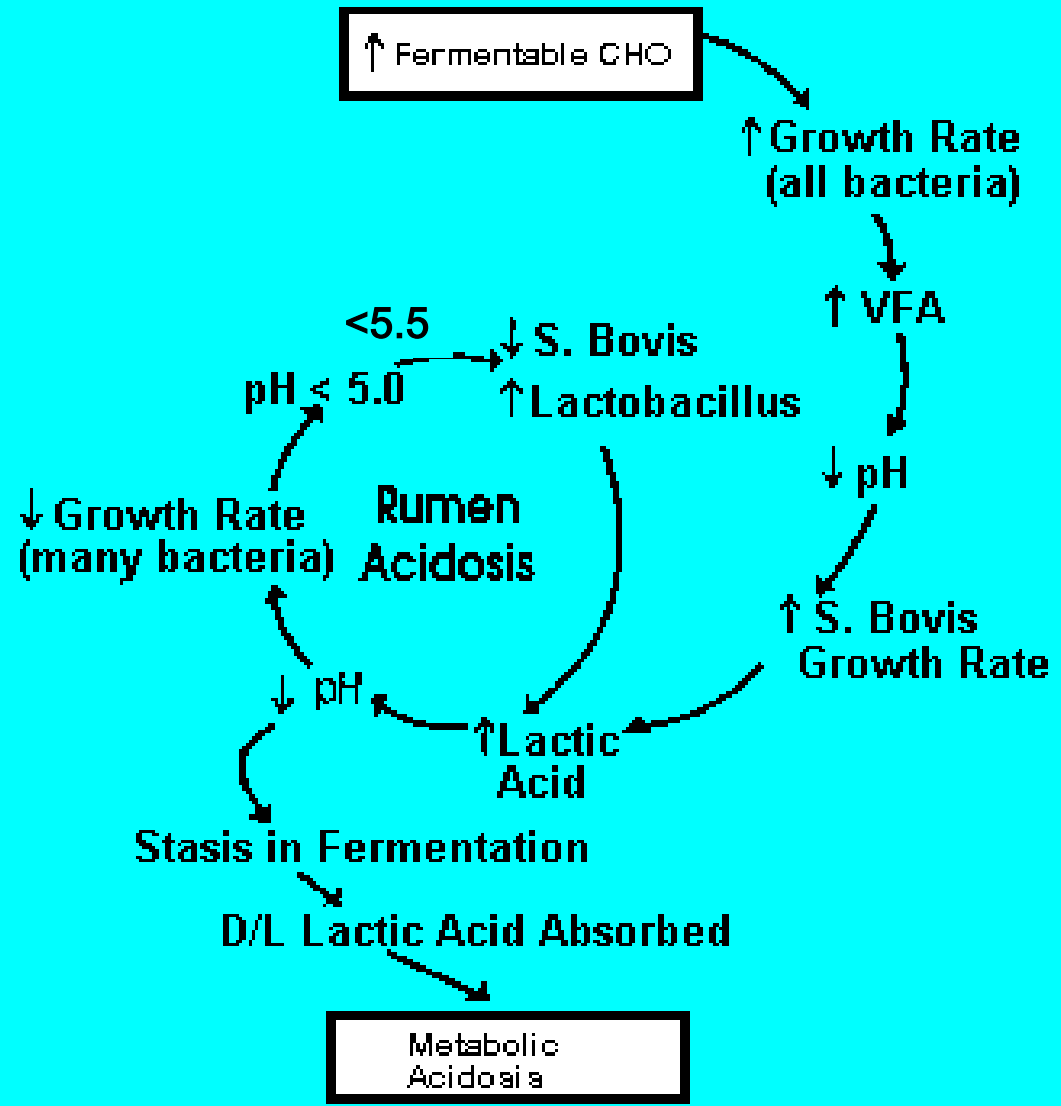 ↑ Fermentable CHO
↑ Growth Rate
(all bacteria)
↑ VFA
↓ pH
↑ S. Bovis
Growth Rate
↑ Lactic
Acid
↓ pH
↓ Growth Rate
(many bacteria)
<5.5
pH < 5.0
↓ S. Bovis
↑ Lactobacillus
Rumen
Acidosis
Stasis in Fermentation
D/L Lactic Acid Absorbed
Metabolic
Acidosis